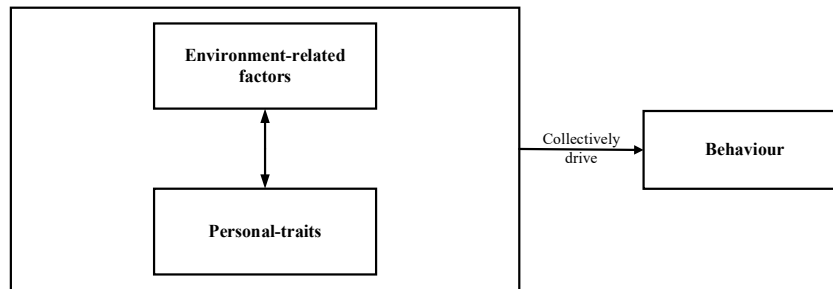 Environment-related
factors
Collectively
drive
Behaviour
Personal-traits